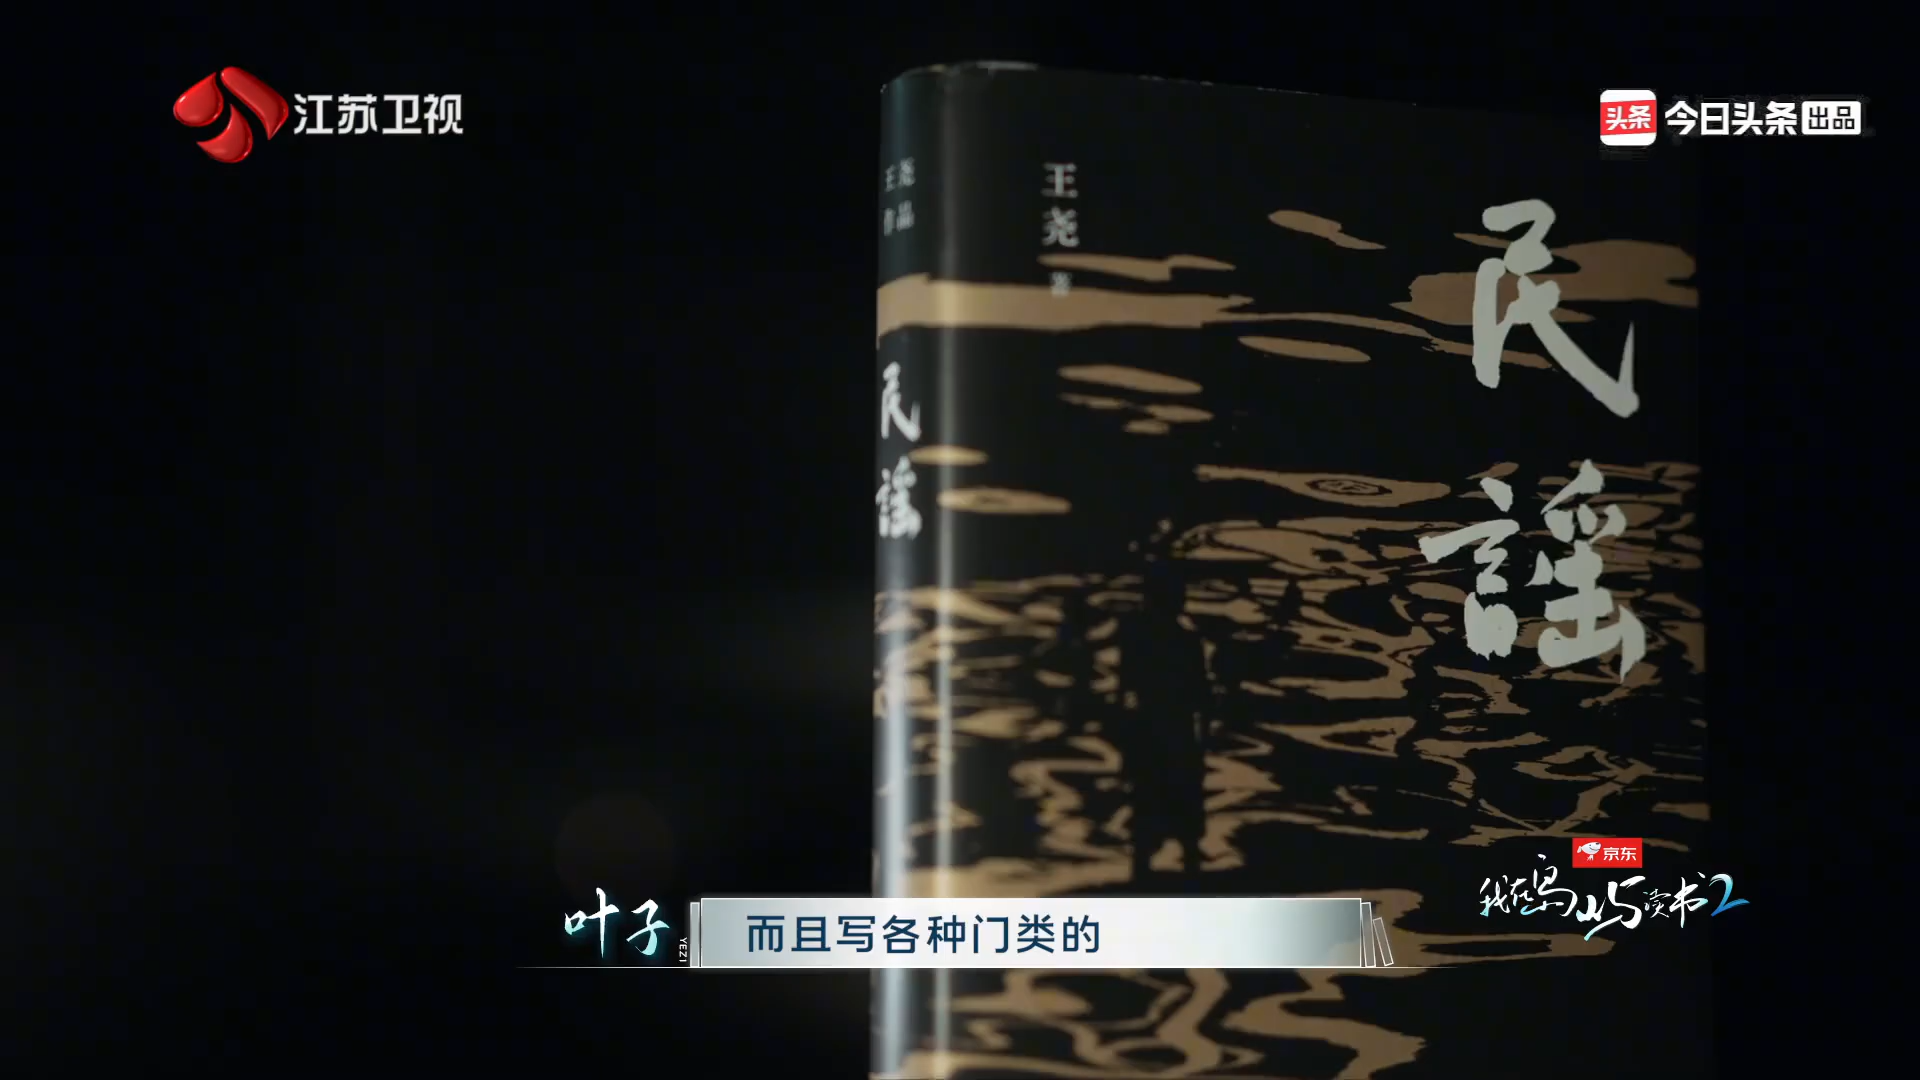 江苏卫视
头条 今日头条 出品
王尧
著
民谣
王尧
作品
民谣
京东
我在岛屿读书2
叶子
YEZI
而且写各种门类的